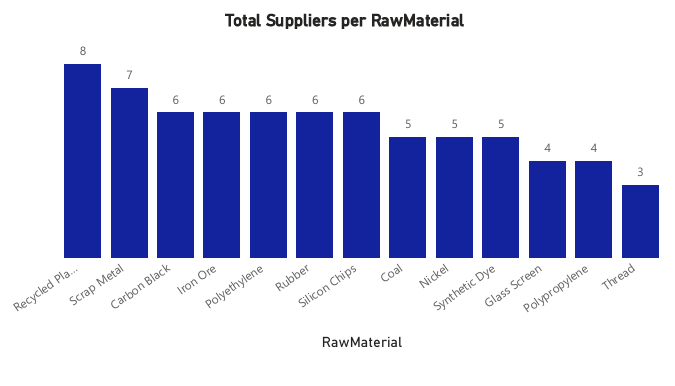 Total Suppliers per RawMaterial
8
7
6
6
6
6
6
5
5
5
4
4
3
Recycled Pla...
Scrap Metal
Carbon Black
Iron Ore
Polyethylene
Rubber
Silicon Chips
Coal
Nickel
Synthetic Dye
Glass Screen
Polypropylene
Thread
RawMaterial